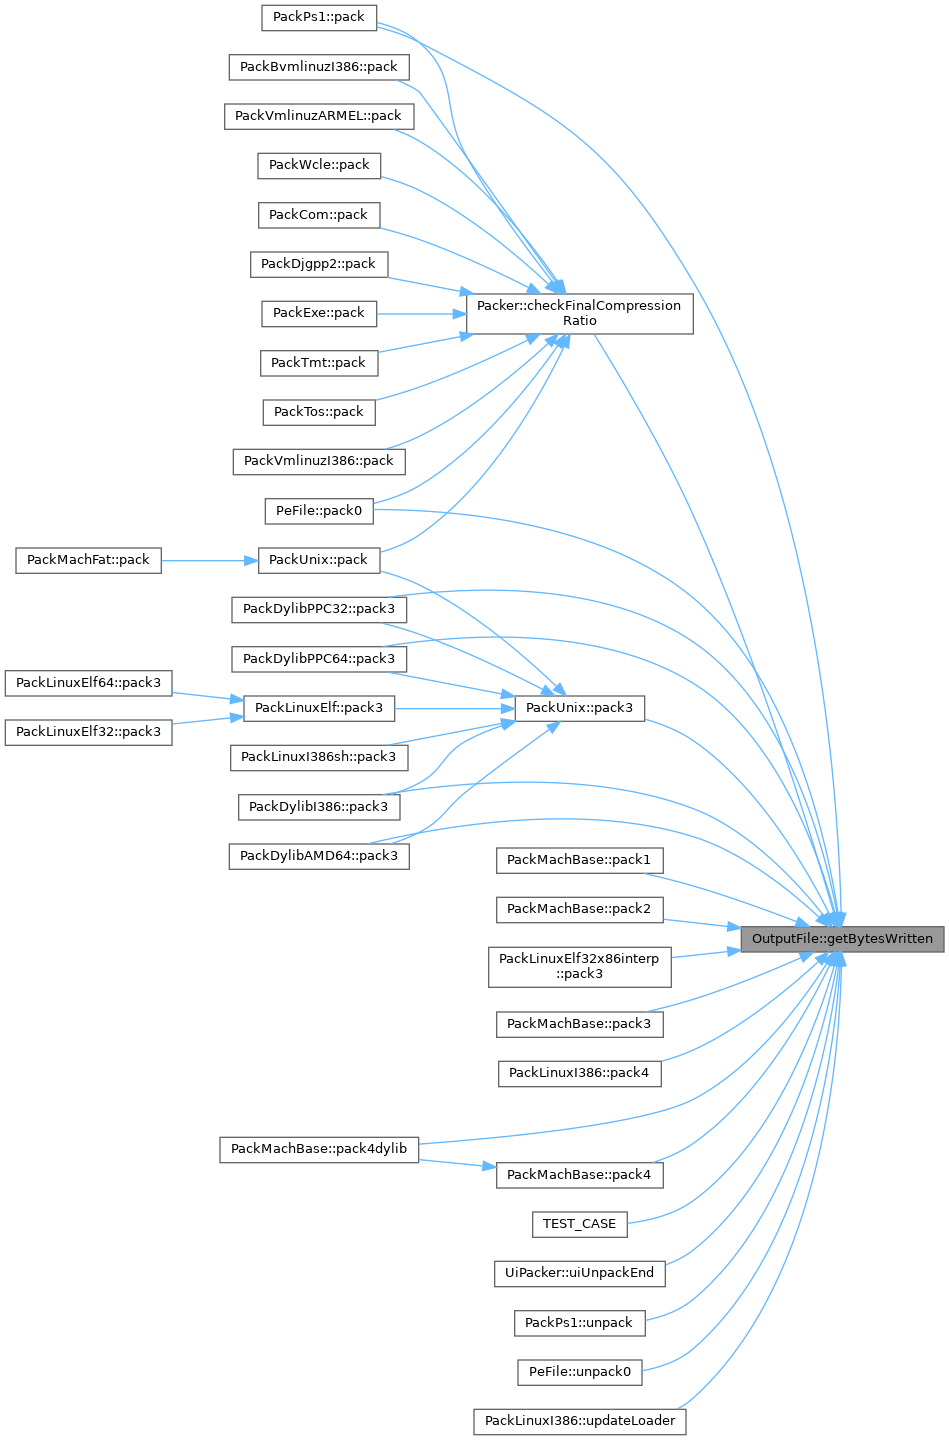 PackPs1::pack
PackBvmlinuzI386::pack
PackVmlinuzARMEL::pack
PackWcle::pack
PackCom::pack
PackDjgpp2::pack
PackExe::pack
Packer::checkFinalCompression
Ratio
PackTmt::pack
PackTos::pack
PackVmlinuzI386::pack
PeFile::pack0
PackMachFat::pack
PackUnix::pack
PackDylibPPC32::pack3
PackDylibPPC64::pack3
PackLinuxElf64::pack3
PackLinuxElf::pack3
PackUnix::pack3
PackLinuxElf32::pack3
PackLinuxI386sh::pack3
PackDylibI386::pack3
PackDylibAMD64::pack3
PackMachBase::pack1
PackMachBase::pack2
OutputFile::getBytesWritten
PackLinuxElf32x86interp
::pack3
PackMachBase::pack3
PackLinuxI386::pack4
PackMachBase::pack4dylib
PackMachBase::pack4
TEST_CASE
UiPacker::uiUnpackEnd
PackPs1::unpack
PeFile::unpack0
PackLinuxI386::updateLoader